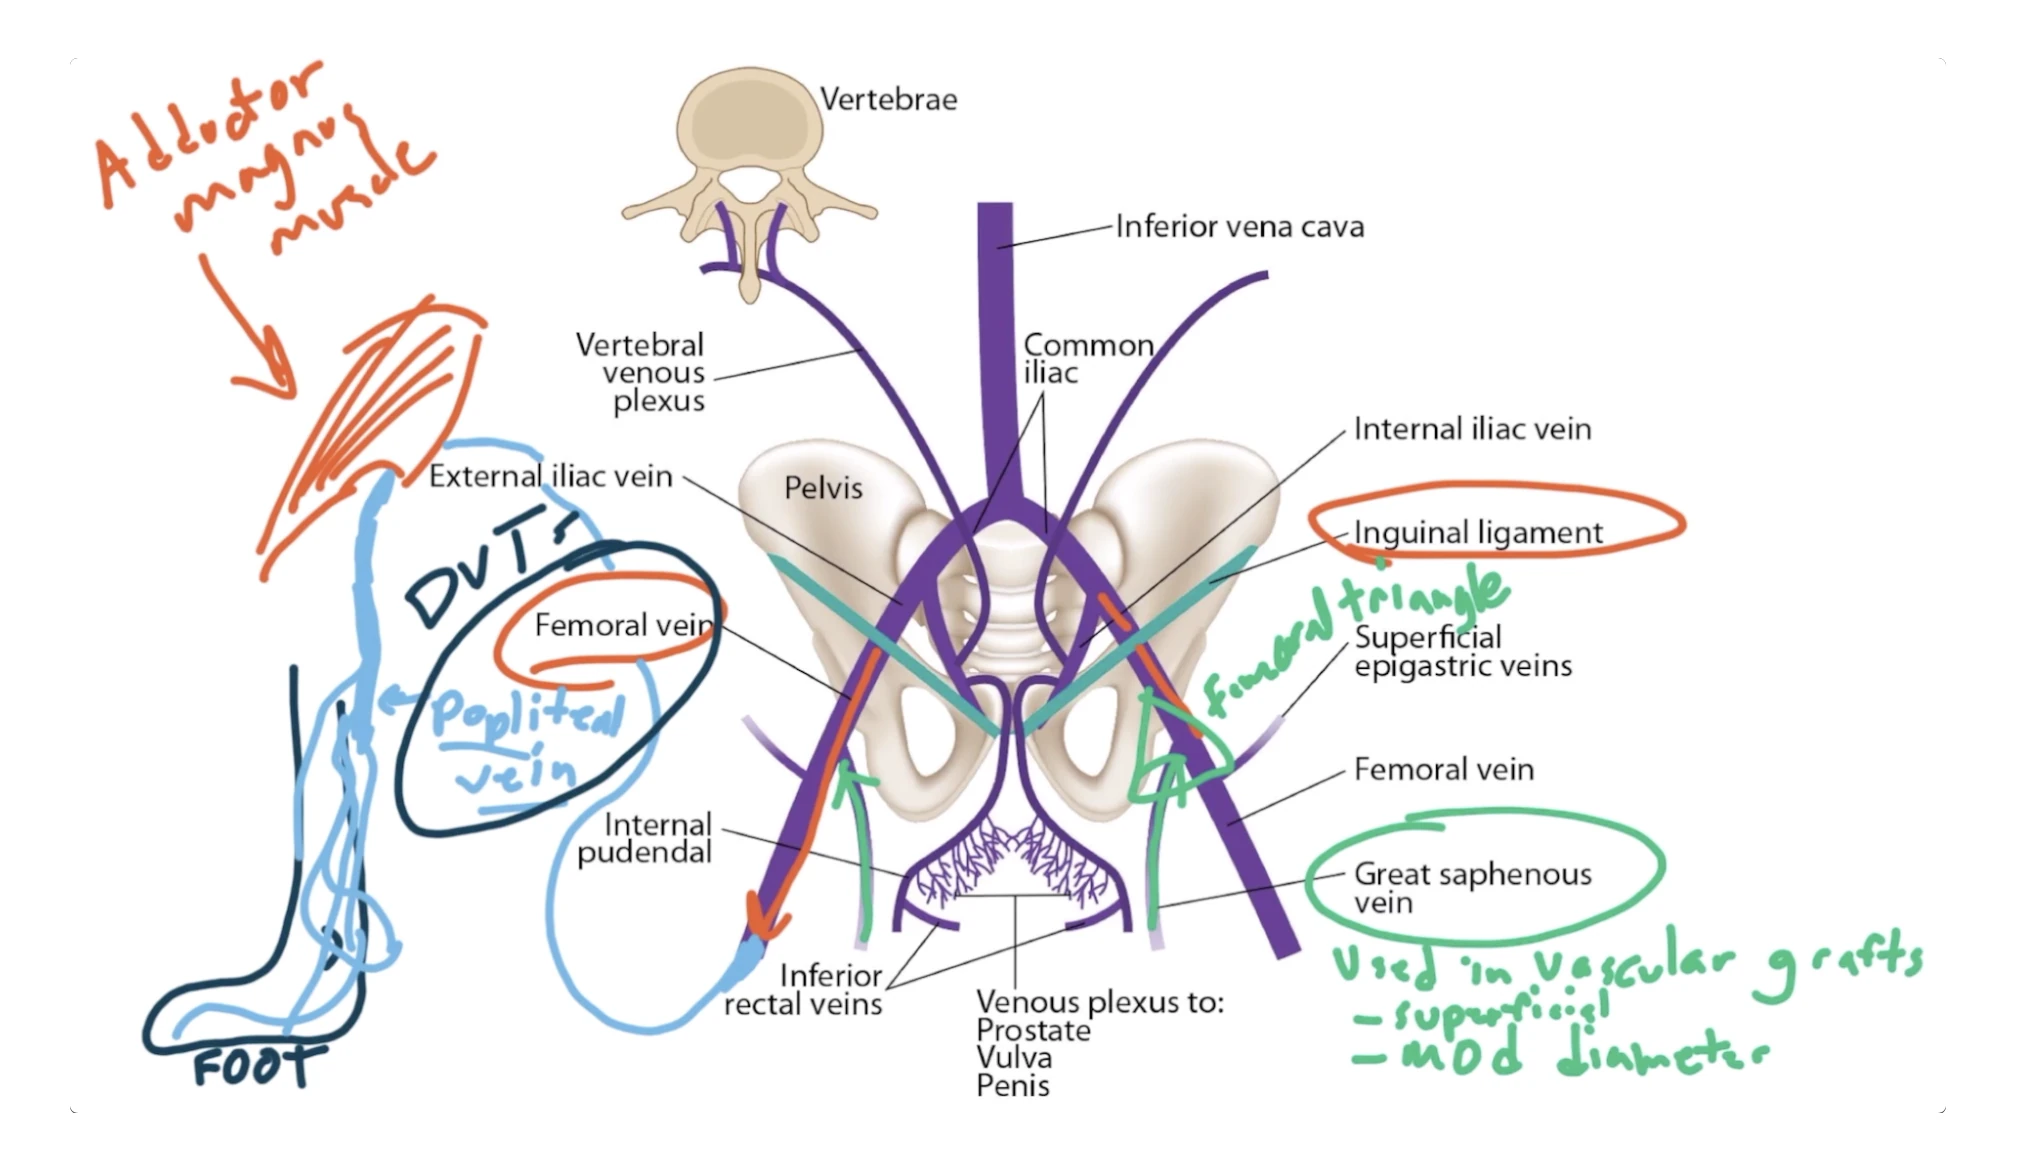 Adductor
magnus
muscle
Vertebrae
Inferior vena cava
Vertebral
venous
plexus
Common
iliac
Internal iliac vein
External iliac vein
Pelvis
Inguinal ligament
DVTs
Femoral vein
Femoral triangle
Superficial
epigastric veins
popliteal
vein
Femoral vein
Internal
pudendal
Great saphenous
vein
Used in vascular grafts
- superficial
- mod diameter
Inferior
rectal veins
Venous plexus to:
Prostate
Vulva
Penis
FOOT